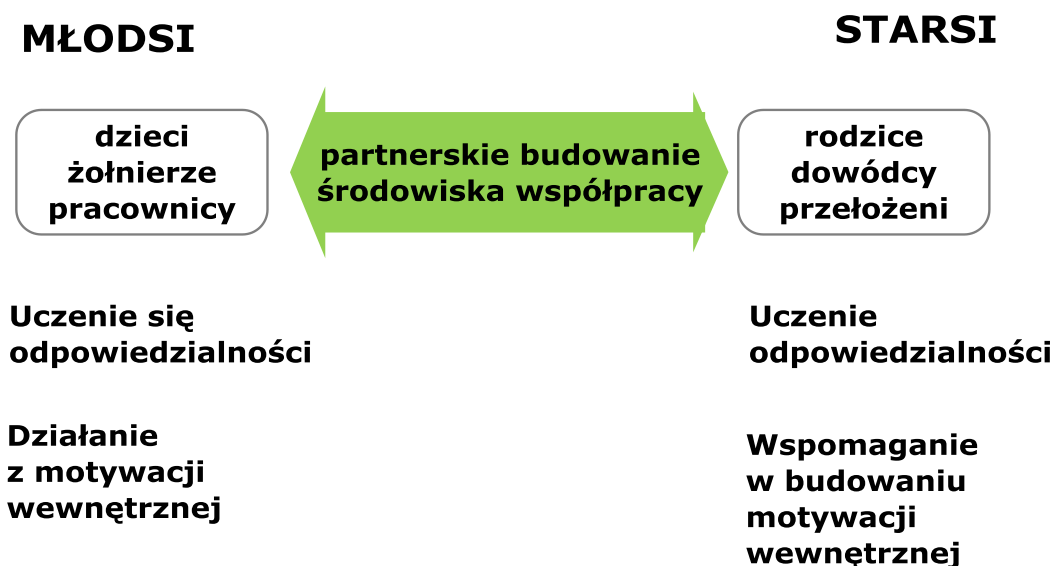 MŁODSI
STARSI
dzieci
żołnierze
pracownicy
partnerskie budowanie
środowiska współpracy
rodzice
dowódcy
przełożeni
Uczenie się
odpowiedzialności
Uczenie
odpowiedzialności
Działanie
z motywacji
wewnętrznej
Wspomaganie
w budowaniu
motywacji
wewnętrznej